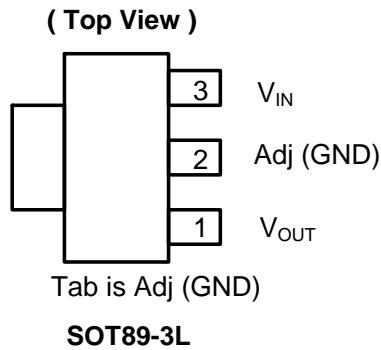 ( Top View )
3 VIN
2 Adj (GND)
1 VOUT
Tab is Adj (GND)
SOT89-3L